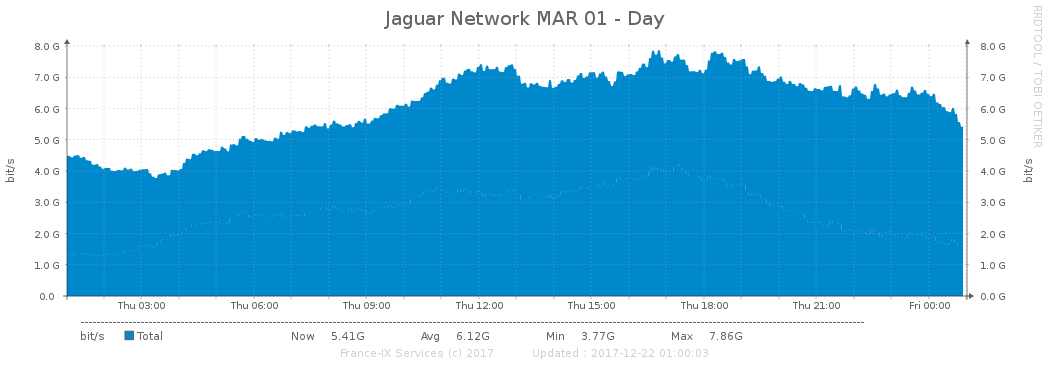 Jaguar Network MAR 01 - Day
RRDTOOL / TOBI OETIKER
bit/s
8.0 G 8.0 G
7.0 G 7.0 G
6.0 G 6.0 G
5.0 G 5.0 G
4.0 G 4.0 G
3.0 G 3.0 G
2.0 G 2.0 G
1.0 G 1.0 G
0.0 0.0 G
bit/s
Thu 03:00 Thu 06:00 Thu 09:00 Thu 12:00 Thu 15:00 Thu 18:00 Thu 21:00 Fri 00:00
bit/s Total Now 5.41G Avg 6.12G Min 3.77G Max 7.86G
France-IX Services (c) 2017 Updated : 2017-12-22 01:00:03